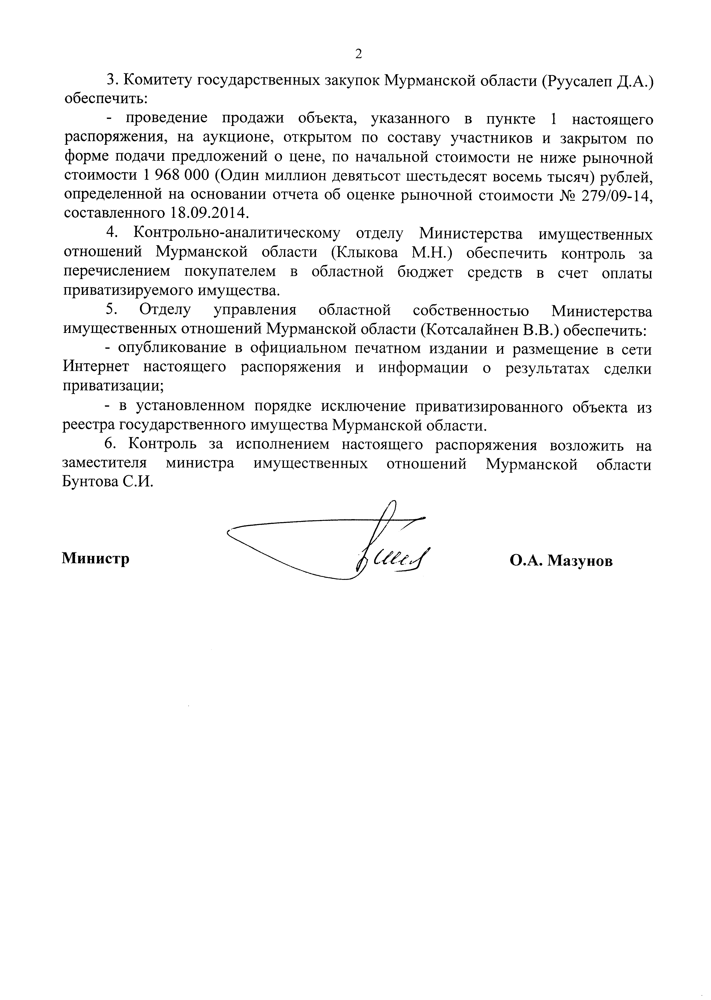 2
3. Комитету государственных закупок Мурманской области (Руусалеп Д.А.)
обеспечить:
- проведение продажи объекта, указанного в пункте 1 настоящего
распоряжения, на аукционе, открытом по составу участников и закрытом по
форме подачи предложений о цене, по начальной стоимости не ниже рыночной
стоимости 1 968 000 (Один миллион девятьсот шестьдесят восемь тысяч) рублей,
определенной на основании отчета об оценке рыночной стоимости № 279/09-14,
составленного 18.09.2014.
4. Контрольно-аналитическому отделу Министерства имущественных
отношений Мурманской области (Клыкова М.Н.) обеспечить контроль за
перечислением покупателем в областной бюджет средств в счет оплаты
приватизируемого имущества.
5. Отделу управления областной собственностью Министерства
имущественных отношений Мурманской области (Котсалайнен В.В.) обеспечить:
- опубликование в официальном печатном издании и размещение в сети
Интернет настоящего распоряжения и информации о результатах сделки
приватизации;
- в установленном порядке исключение приватизированного объекта из
реестра государственного имущества Мурманской области.
6. Контроль за исполнением настоящего распоряжения возложить на
заместителя министра имущественных отношений Мурманской области
Бунтова С.И.
Министр О.А. Мазунов